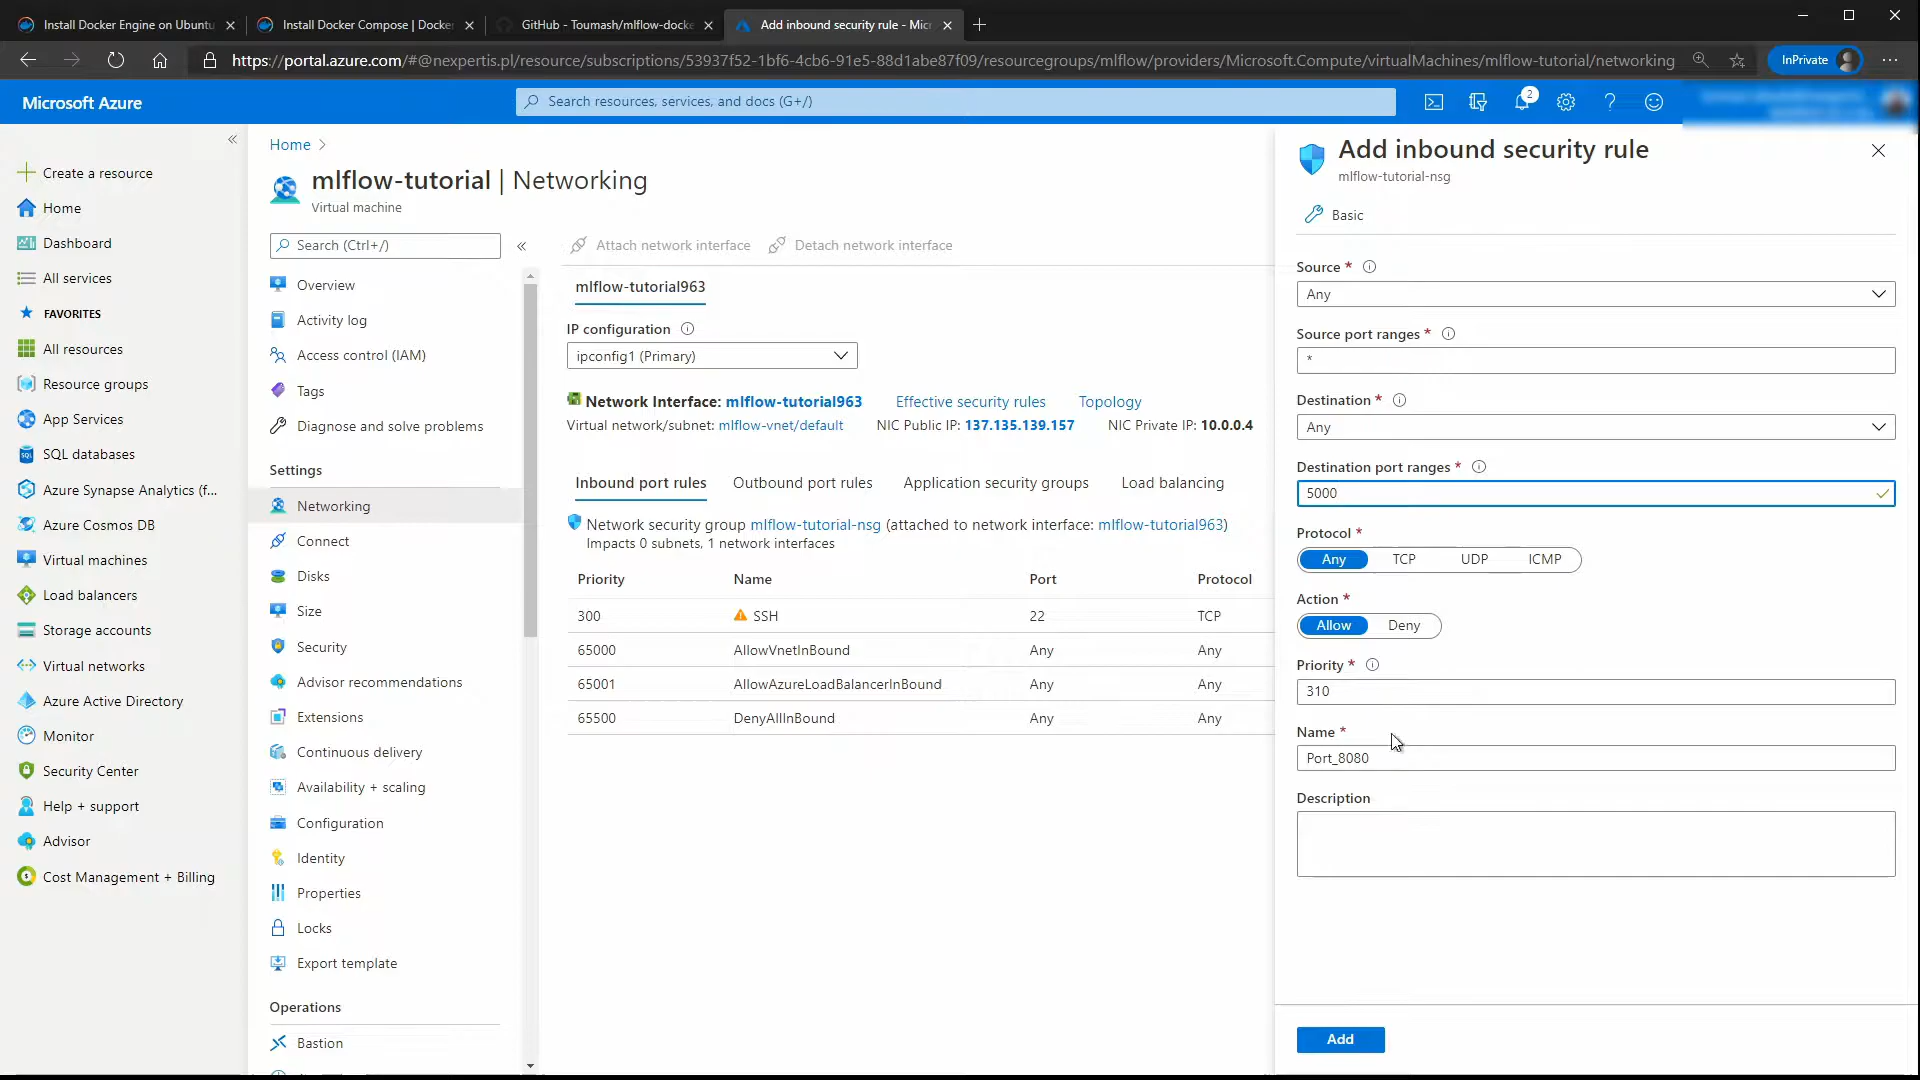 Install Docker Engine on Ubuntu
Install Docker Compose | Docker
GitHub - Toumash/mlflow-docke
Add inbound security rule - Micr
https://portal.azure.com/#@nexpertis.pl/resource/subscriptions/53937f52-1bf6-4cb6-91e5-88d1abe87f09/resourcegroups/mlflow/providers/Microsoft.Compute/virtualMachines/mlflow-tutorial/networking
InPrivate
Microsoft Azure
Search resources, services, and docs (G+/)
2
Create a resource
Home
Dashboard
All services
FAVORITES
All resources
Resource groups
App Services
SQL databases
Azure Synapse Analytics (f...
Azure Cosmos DB
Virtual machines
Load balancers
Storage accounts
Virtual networks
Azure Active Directory
Monitor
Security Center
Help + support
Advisor
Cost Management + Billing
Home >
mlflow-tutorial | Networking
Virtual machine
Search (Ctrl+/)
Overview
Activity log
Access control (IAM)
Tags
Diagnose and solve problems
Settings
Networking
Connect
Disks
Size
Security
Advisor recommendations
Extensions
Continuous delivery
Availability + scaling
Configuration
Identity
Properties
Locks
Export template
Operations
Bastion
Attach network interface
Detach network interface
mlflow-tutorial963
IP configuration
ipconfig1 (Primary)
Network Interface: mlflow-tutorial963 Effective security rules Topology
Virtual network/subnet: mlflow-vnet/default NIC Public IP: 137.135.139.157 NIC Private IP: 10.0.0.4
Inbound port rules Outbound port rules Application security groups Load balancing
Network security group mlflow-tutorial-nsg (attached to network interface: mlflow-tutorial963)
Impacts 0 subnets, 1 network interfaces
Priority Name Port Protocol
300 SSH 22 TCP
65000 AllowVnetInBound Any Any
65001 AllowAzureLoadBalancerInBound Any Any
65500 DenyAllInBound Any Any
Add inbound security rule
mlflow-tutorial-nsg
Basic
Source *
Any
Source port ranges *
*
Destination *
Any
Destination port ranges *
5000
Protocol *
Any TCP UDP ICMP
Action *
Allow Deny
Priority *
310
Name *
Port_8080
Description
Add